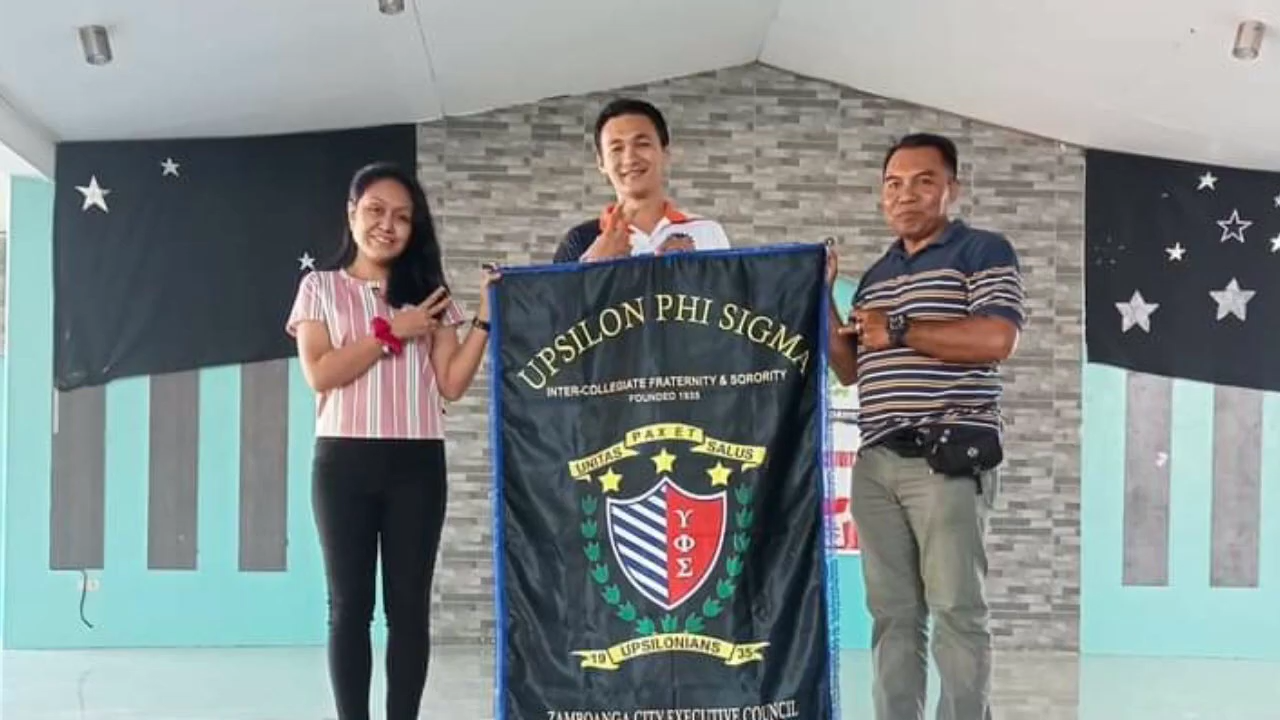 UPSILON PHI SIGMA
INTER-COLLEGIATE FRATERNITY & SORORITY
FOUNDED 1935
UNITAS PAX ET SALUS
Υ
Φ
Σ
19 UPSILONIANS 35
ZAMBOANGA CITY EXECUTIVE COUNCIL